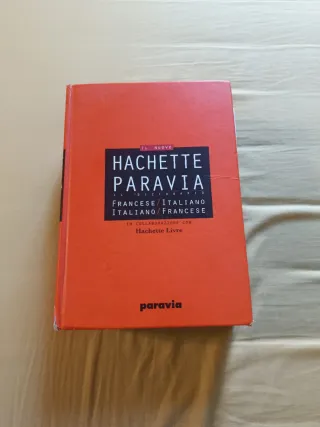 IL NUOVO
HACHETTE
PARAVIA
IL DIZIONARIO
FRANCESE/ITALIANO
ITALIANO/FRANCESE
IN COLLABORAZIONE CON
Hachette Livre
paravia